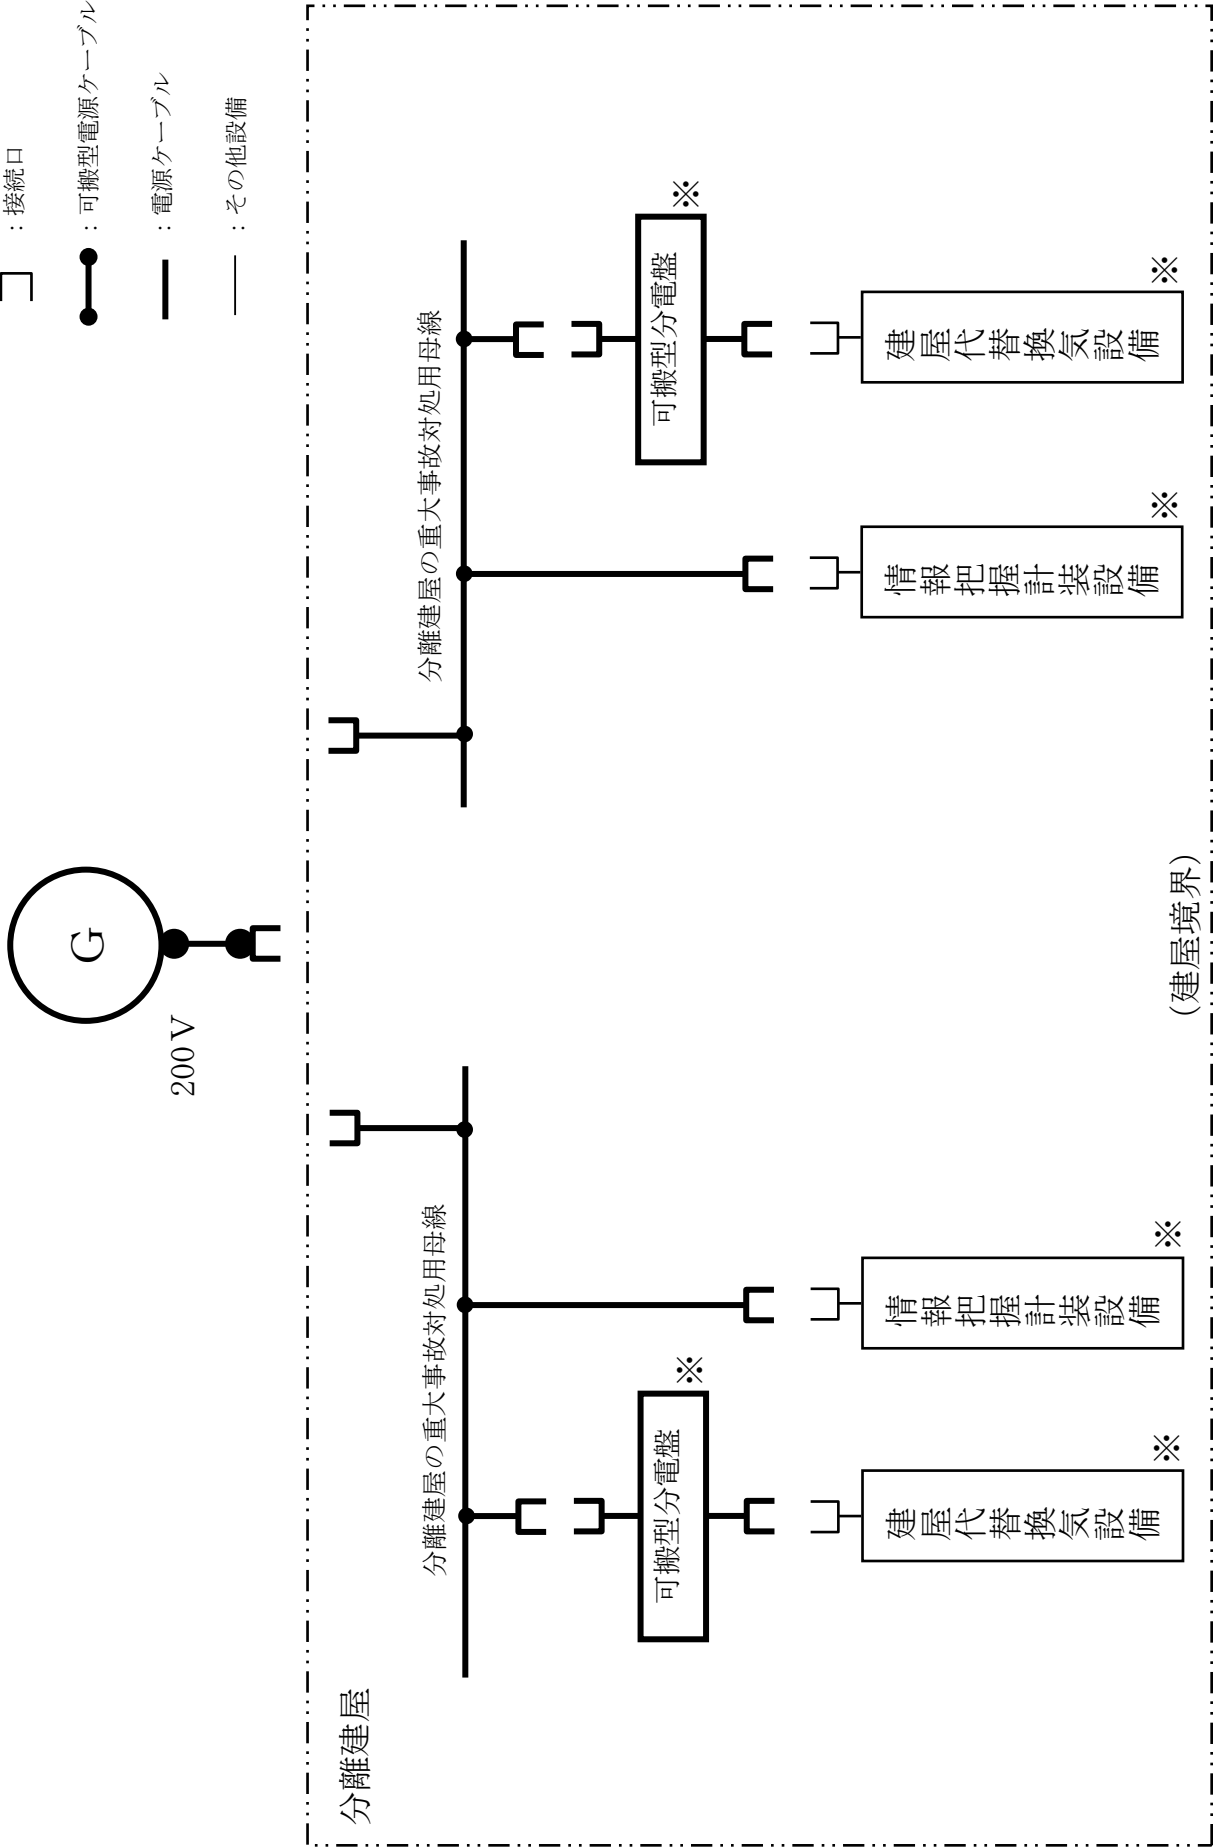 ：接続口
：可搬型電源ケーブル
：電源ケーブル
：その他設備
G
200V
分離建屋
分離建屋の重大事故対処用母線
分離建屋の重大事故対処用母線
可搬型分電盤
※
可搬型分電盤
※
建屋代替換気設備
※
情報把握計装設備
※
情報把握計装設備
※
建屋代替換気設備
※
(建屋境界)